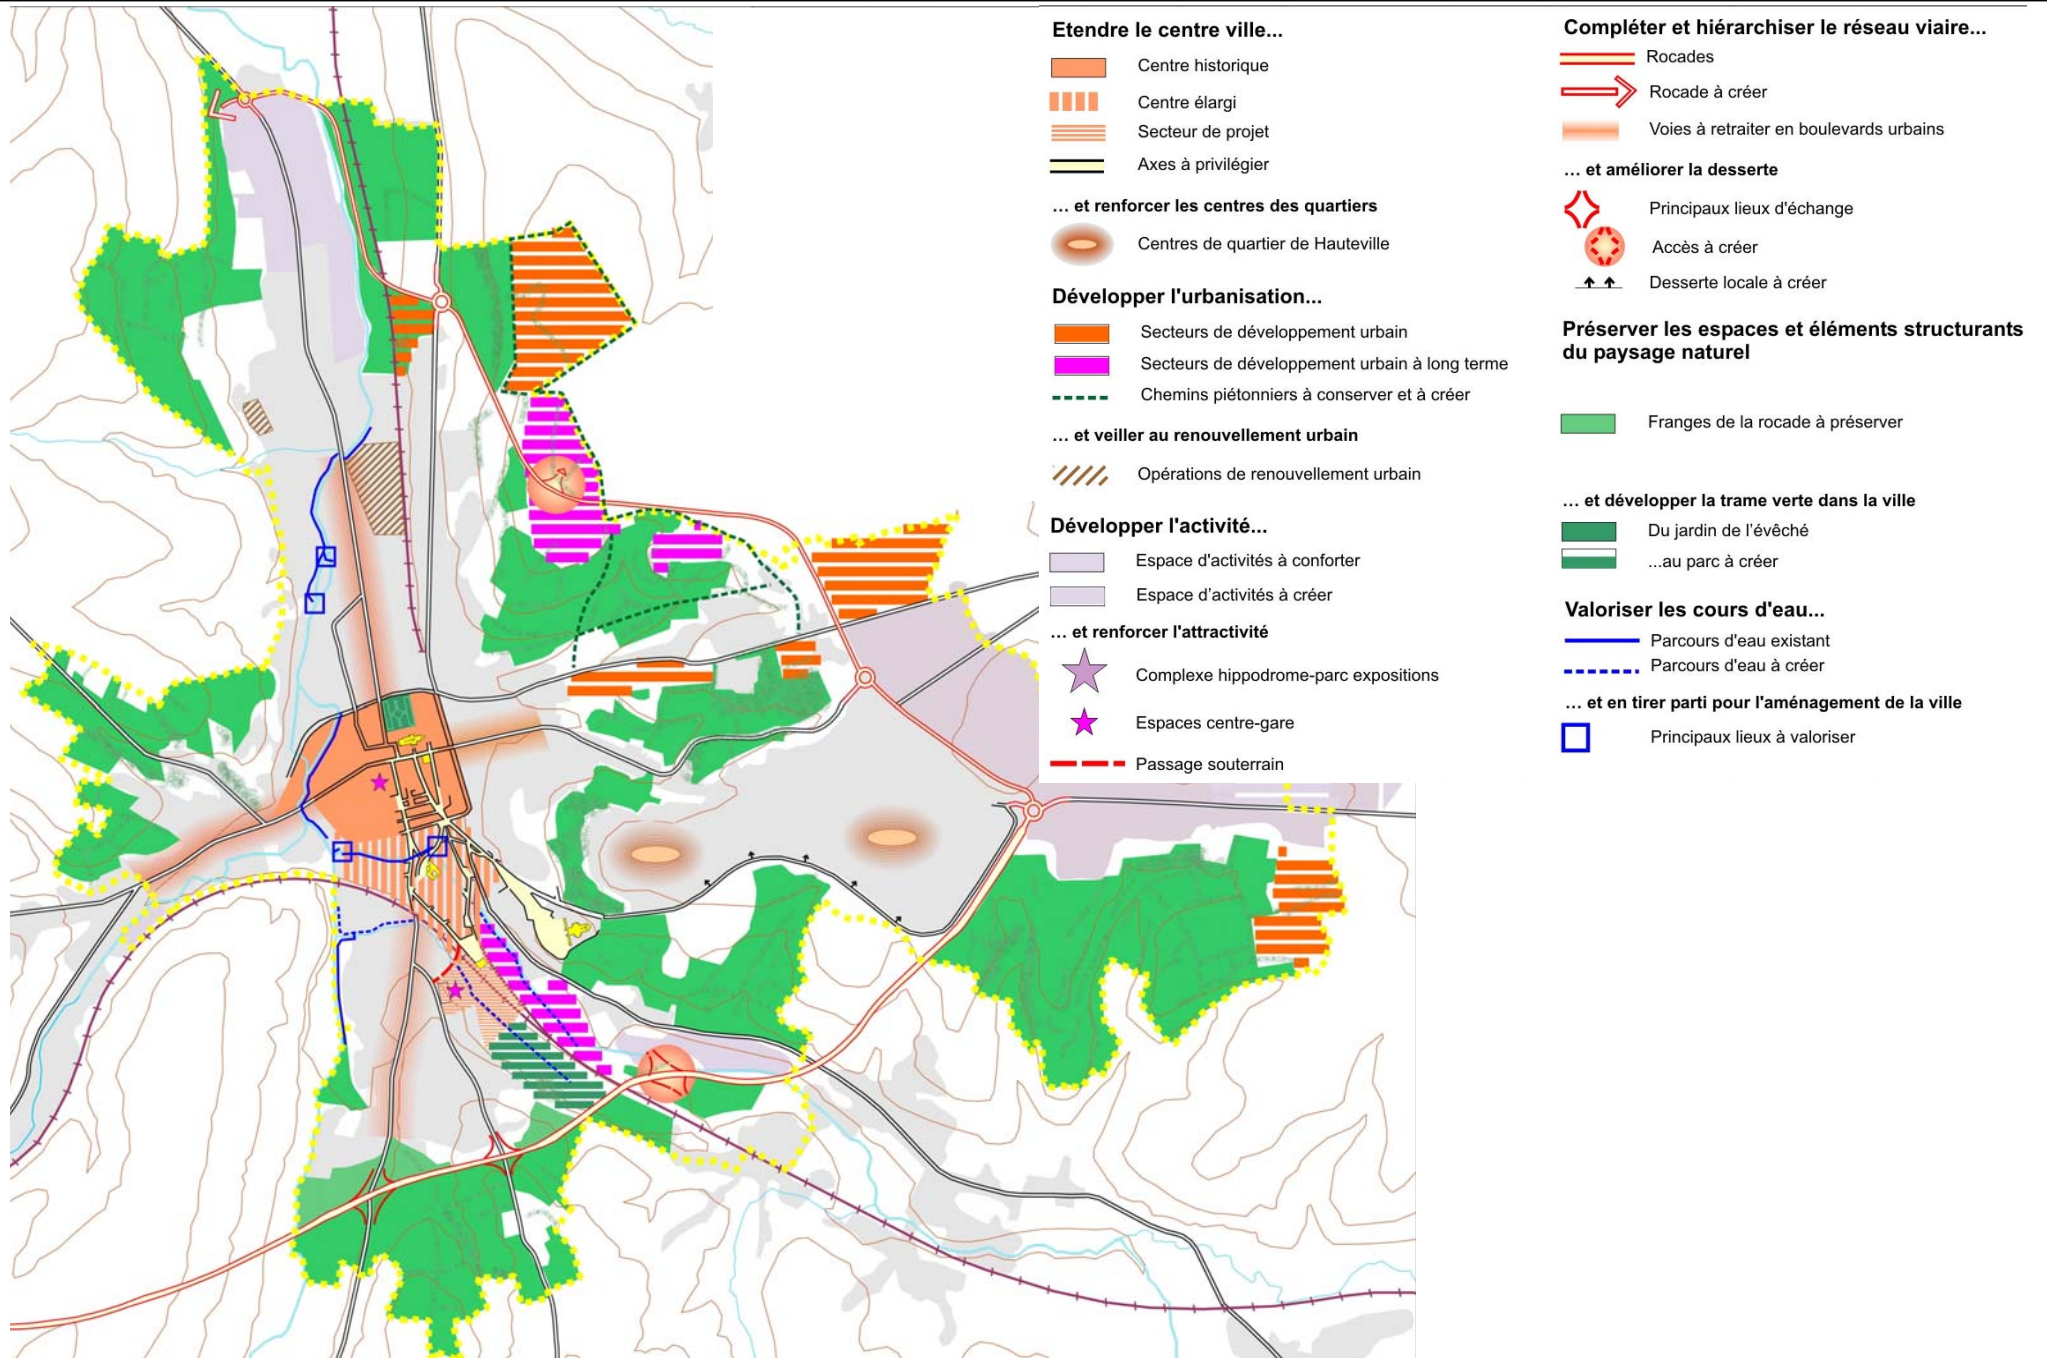 Etendre le centre ville...
Centre historique
Centre élargi
Secteur de projet
Axes à privilégier
... et renforcer les centres des quartiers
Centres de quartier de Hauteville
Développer l'urbanisation...
Secteurs de développement urbain
Secteurs de développement urbain à long terme
Chemins piétonniers à conserver et à créer
... et veiller au renouvellement urbain
Opérations de renouvellement urbain
Développer l'activité...
Espace d'activités à conforter
Espace d’activités à créer
... et renforcer l'attractivité
Complexe hippodrome-parc expositions
Espaces centre-gare
Passage souterrain
Compléter et hiérarchiser le réseau viaire...
Rocades
Rocade à créer
Voies à retraiter en boulevards urbains
... et améliorer la desserte
Principaux lieux d'échange
Accès à créer
Desserte locale à créer
Préserver les espaces et éléments structurants
du paysage naturel
Franges de la rocade à préserver
... et développer la trame verte dans la ville
Du jardin de l’évêché
...au parc à créer
Valoriser les cours d'eau...
Parcours d'eau existant
Parcours d'eau à créer
... et en tirer parti pour l'aménagement de la ville
Principaux lieux à valoriser